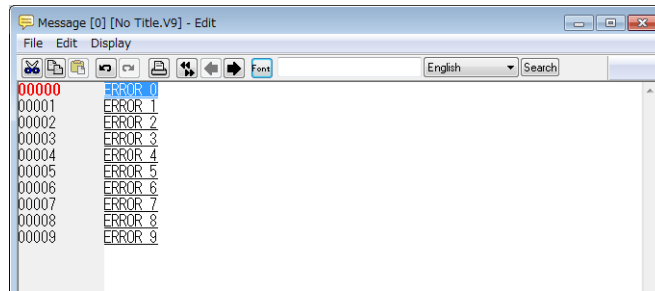 Message [0] [No Title.V9] - Edit
File Edit Display
Font English Search
00000 ERROR 0
00001 ERROR 1
00002 ERROR 2
00003 ERROR 3
00004 ERROR 4
00005 ERROR 5
00006 ERROR 6
00007 ERROR 7
00008 ERROR 8
00009 ERROR 9